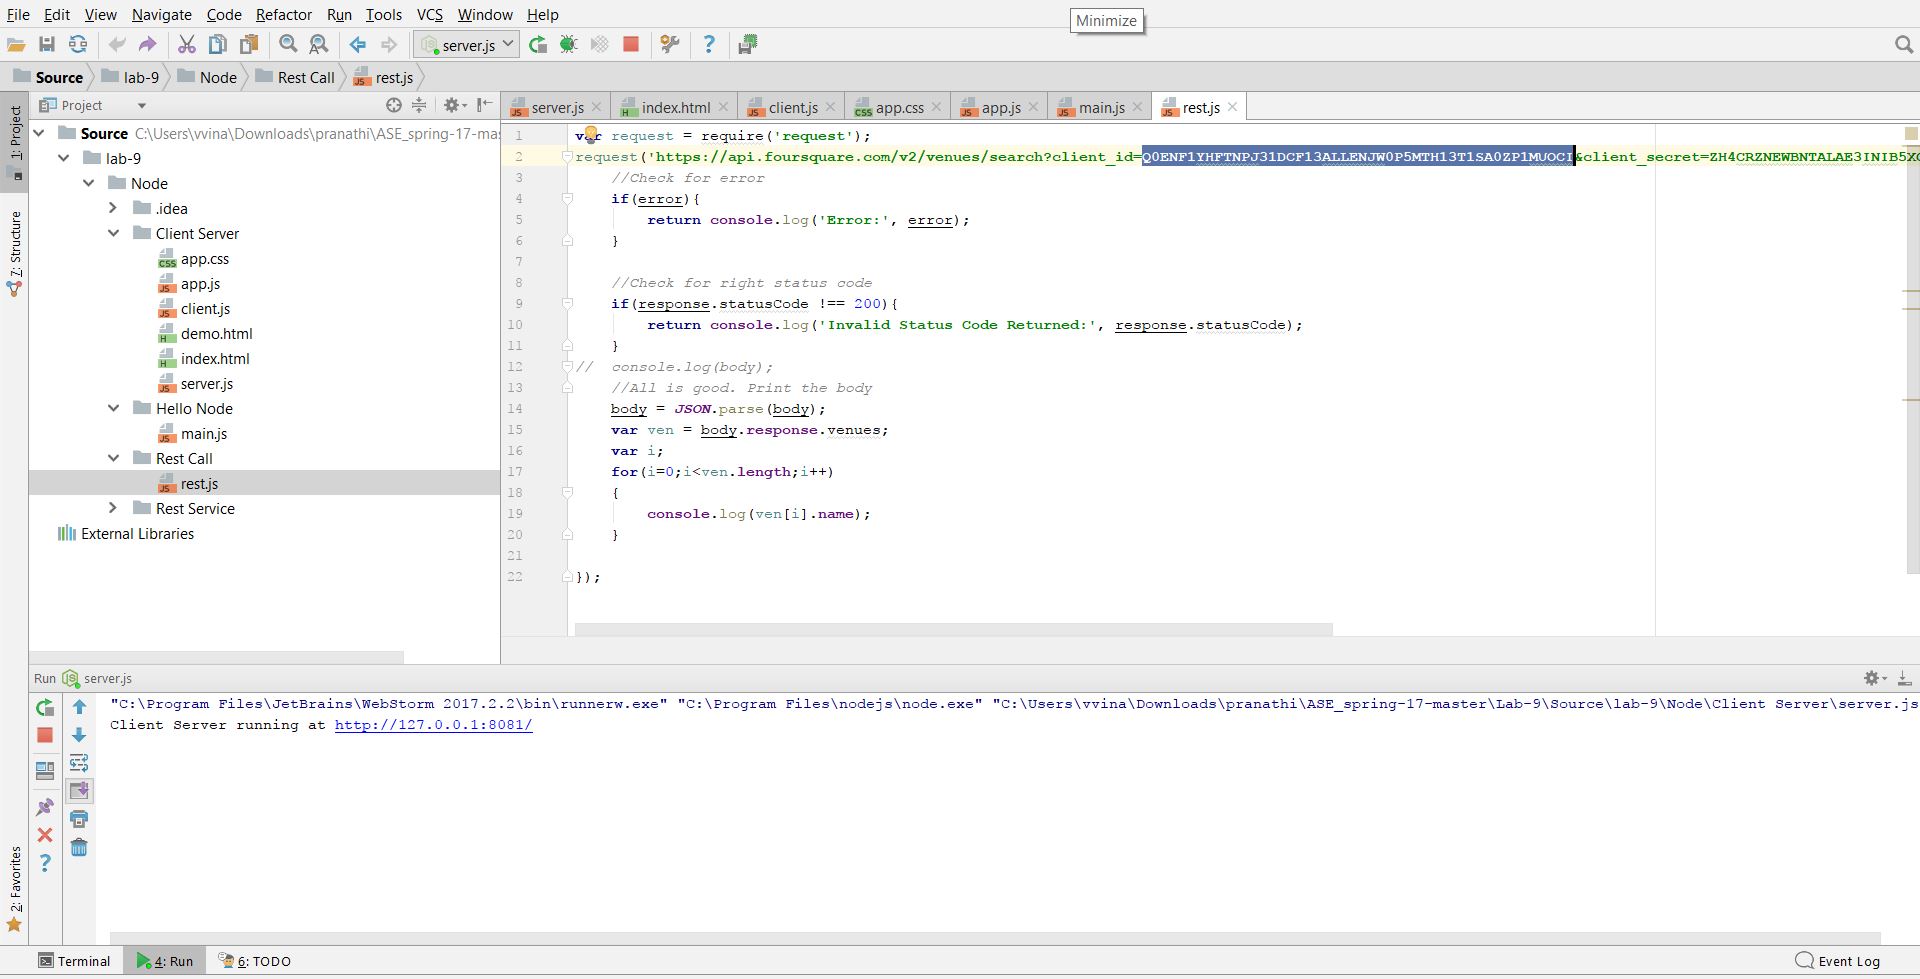 File Edit View Navigate Code Refactor Run Tools VCS Window Help
Minimize
server.js
Source lab-9 Node Rest Call rest.js
1: Project
7: Structure
2: Favorites
Project
Source C:\Users\vvina\Downloads\pranathi\ASE_spring-17-mas
lab-9
Node
.idea
Client Server
app.css
app.js
client.js
demo.html
index.html
server.js
Hello Node
main.js
Rest Call
rest.js
Rest Service
External Libraries
server.js index.html client.js app.css app.js main.js rest.js
1 var request = require('request');
2 request('https://api.foursquare.com/v2/venues/search?client_id=Q0ENF1YHFTNPJ31DCF13ALLENJW0P5MTH13T1SA0ZP1MUOCI&client_secret=ZH4CRZNEWBNTALAE3INIB5XG
3 //Check for error
4 if(error){
5 return console.log('Error:', error);
6 }
7
8 //Check for right status code
9 if(response.statusCode !== 200){
10 return console.log('Invalid Status Code Returned:', response.statusCode);
11 }
12 // console.log(body);
13 //All is good. Print the body
14 body = JSON.parse(body);
15 var ven = body.response.venues;
16 var i;
17 for(i=0;i<ven.length;i++)
18 {
19 console.log(ven[i].name);
20 }
21
22 });
Run server.js
"C:\Program Files\JetBrains\WebStorm 2017.2.2\bin\runnerw.exe" "C:\Program Files\nodejs\node.exe" "C:\Users\vvina\Downloads\pranathi\ASE_spring-17-master\Lab-9\Source\lab-9\Node\Client Server\server.js
Client Server running at http://127.0.0.1:8081/
Terminal 4: Run 6: TODO Event Log